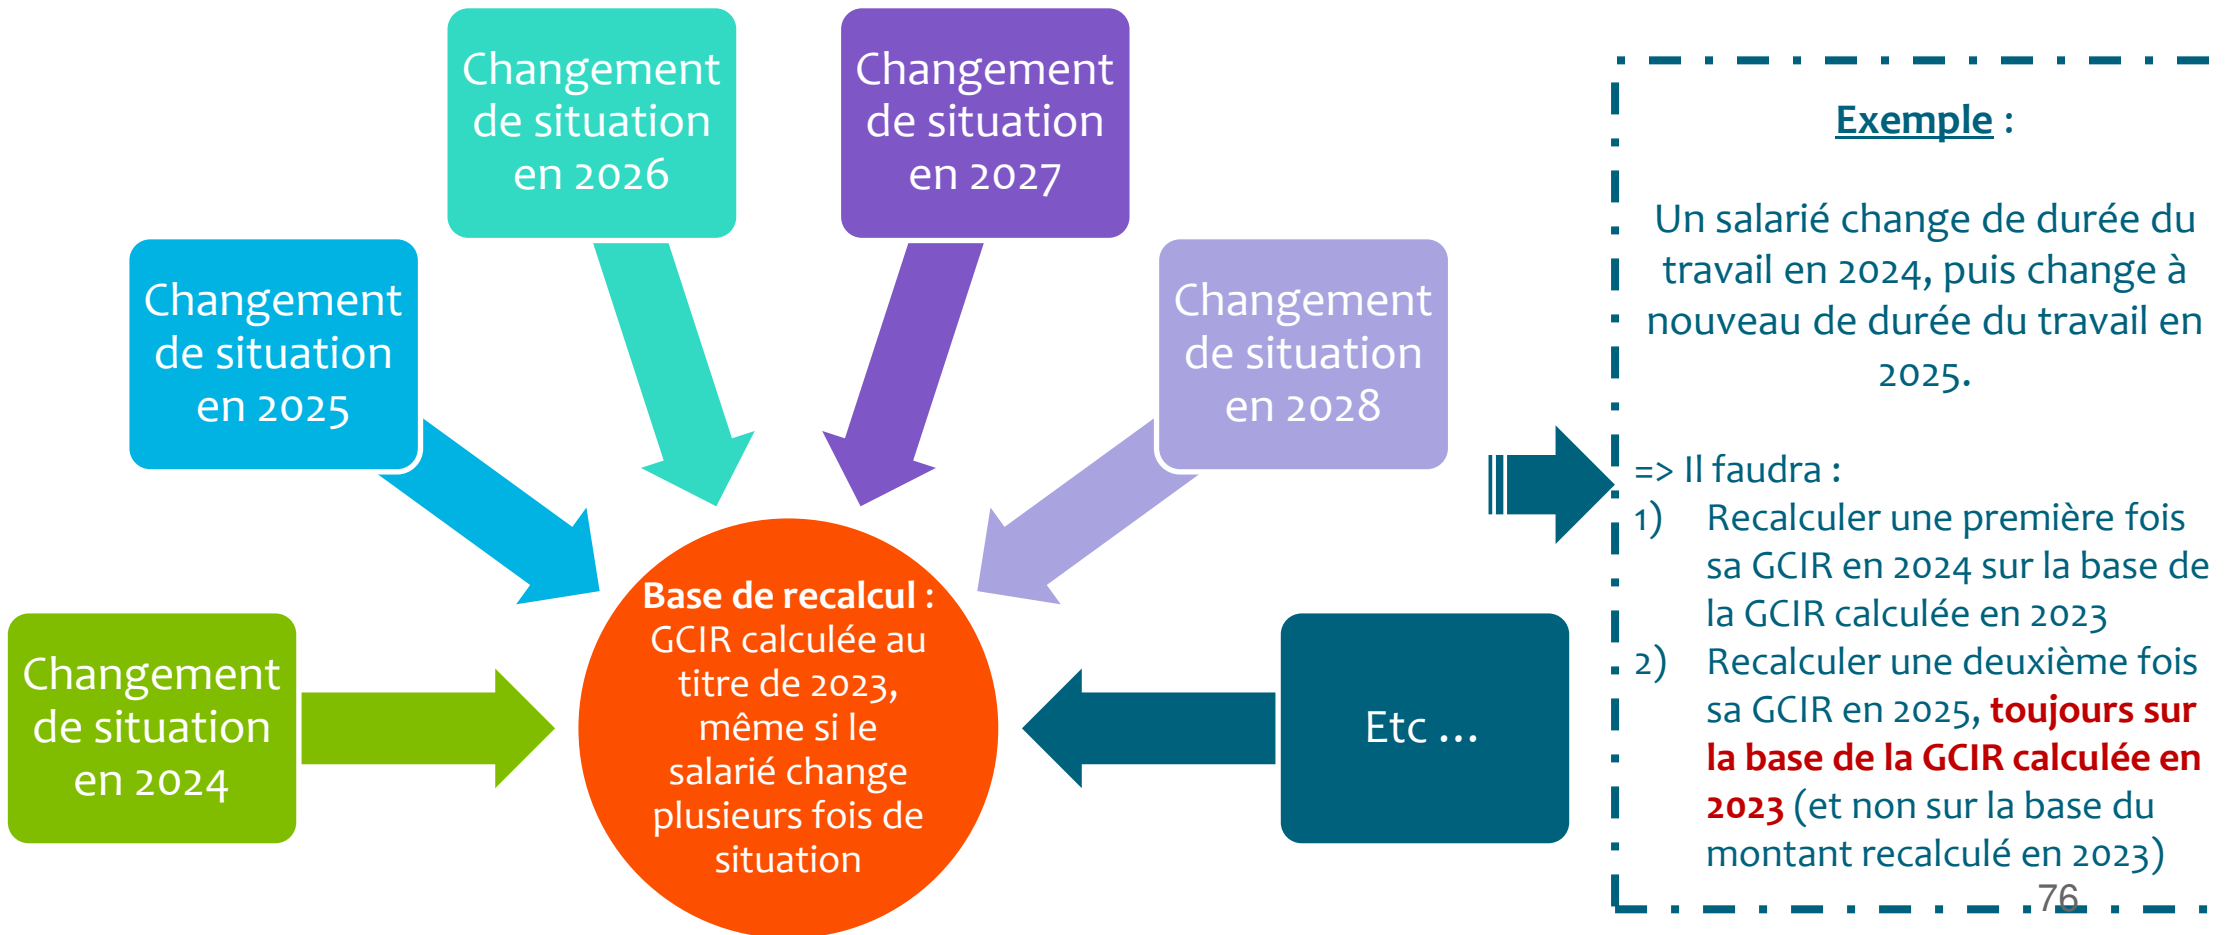 Changement
de situation
en 2024
Changement
de situation
en 2025
Changement
de situation
en 2026
Changement
de situation
en 2027
Changement
de situation
en 2028
Etc ...
Base de recalcul :
GCIR calculée au
titre de 2023,
même si le
salarié change
plusieurs fois de
situation
Exemple :
Un salarié change de durée du
travail en 2024, puis change à
nouveau de durée du travail en
2025.
=> Il faudra :
1) Recalculer une première fois
sa GCIR en 2024 sur la base de
la GCIR calculée en 2023
2) Recalculer une deuxième fois
sa GCIR en 2025, toujours sur
la base de la GCIR calculée en
2023 (et non sur la base du
montant recalculé en 2023)
76